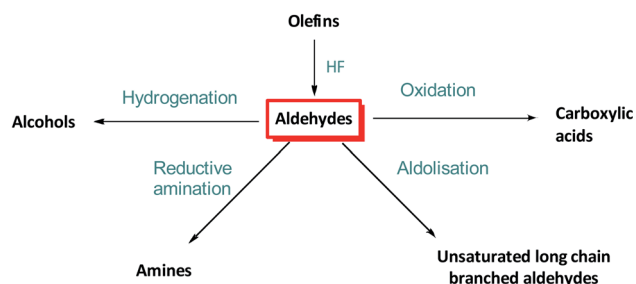 Olefins
HF
Hydrogenation
Oxidation
Alcohols
Aldehydes
Carboxylic
acids
Reductive
amination
Aldolisation
Amines
Unsaturated long chain
branched aldehydes